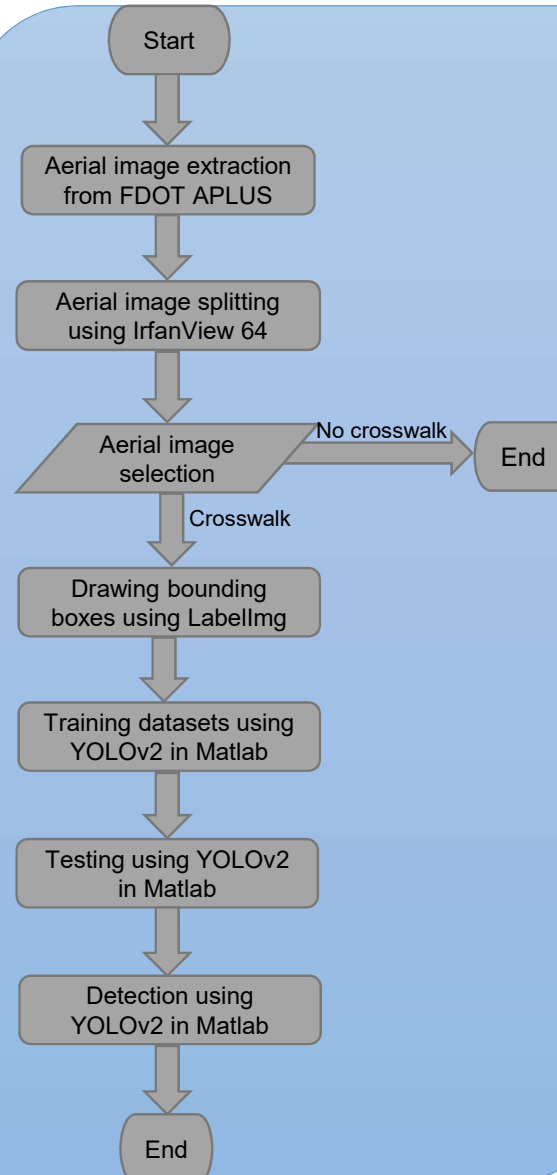 Start
Aerial image extraction
from FDOT APLUS
Aerial image splitting
using IrfanView 64
Aerial image
selection
No crosswalk
End
Crosswalk
Drawing bounding
boxes using LabelImg
Training datasets using
YOLOv2 in Matlab
Testing using YOLOv2
in Matlab
Detection using
YOLOv2 in Matlab
End